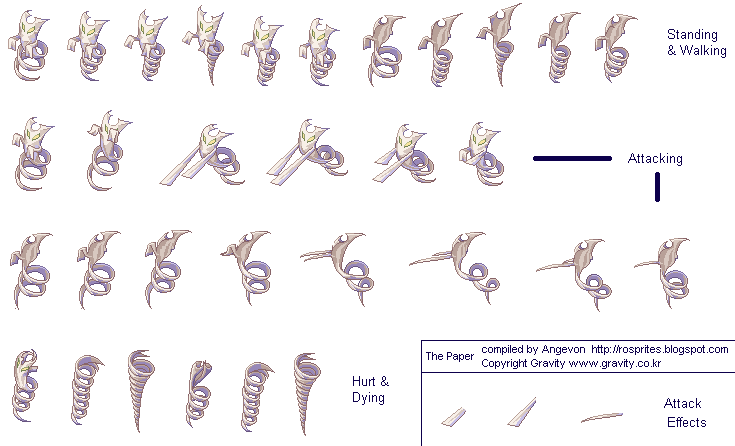 Standing
& Walking
Attacking
Hurt &
Dying
The Paper
compiled by Angevon http://rosprites.blogspot.com
Copyright Gravity www.gravity.co.kr
Attack
Effects